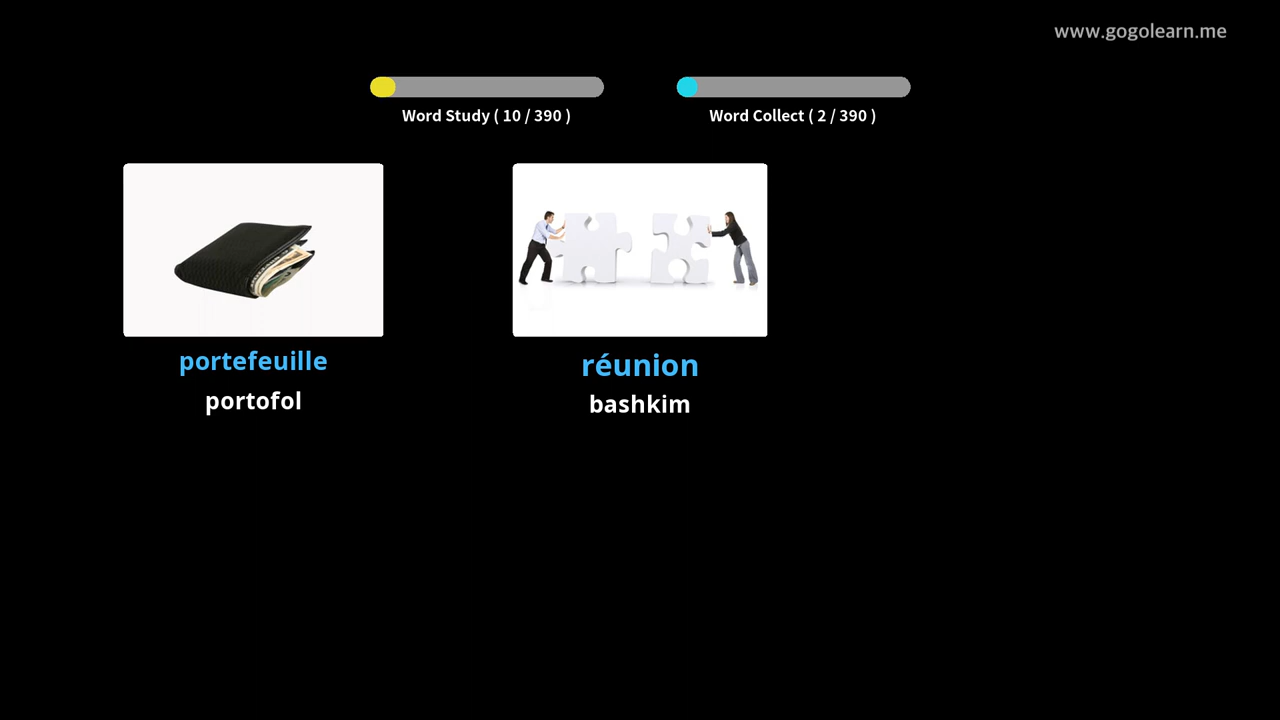 www.gogolearn.me
Word Study ( 10 / 390 )
Word Collect ( 2 / 390 )
portefeuille
portofol
réunion
bashkim